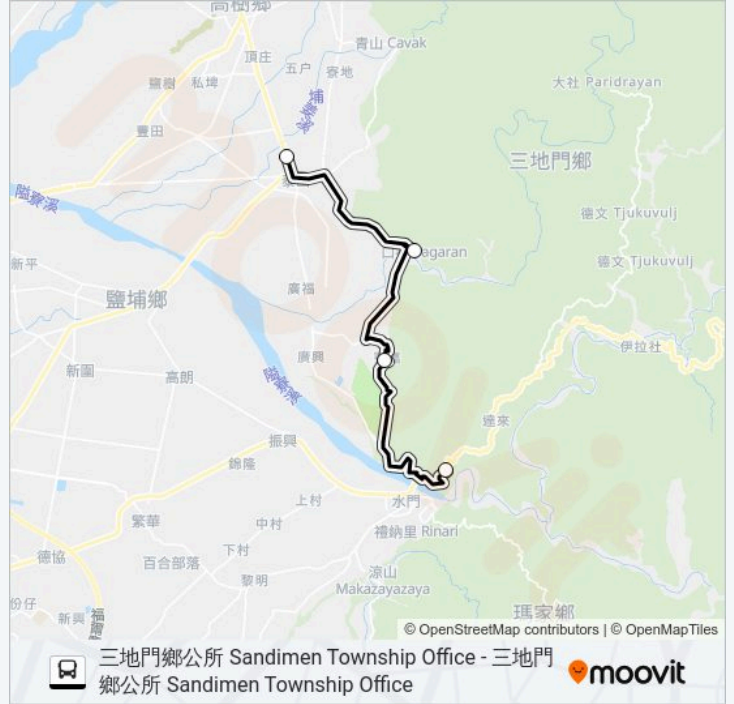 高樹鄉
青山 Cavak
頂庄
五户
寮地
鹽樹
私埤
大社 Paridrayan
豐田
三地門鄉
隘寮溪
德文 Tjukuvulj
agaran
德文 Tjukuvulj
新平
廣福
鹽埔鄉
廣興
伊拉社
新圍
高朗
隘寮溪
達來
振興
錦隆
上村
水門
繁華
中村
禮納里 Rinari
下村
德協
百合部落
涼山
黎明
Makazayazaya
份仔
新興
瑪家鄉
© OpenStreetMap contributors | © OpenMapTiles
三地門鄉公所 Sandimen Township Office - 三地門
鄉公所 Sandimen Township Office
moovit